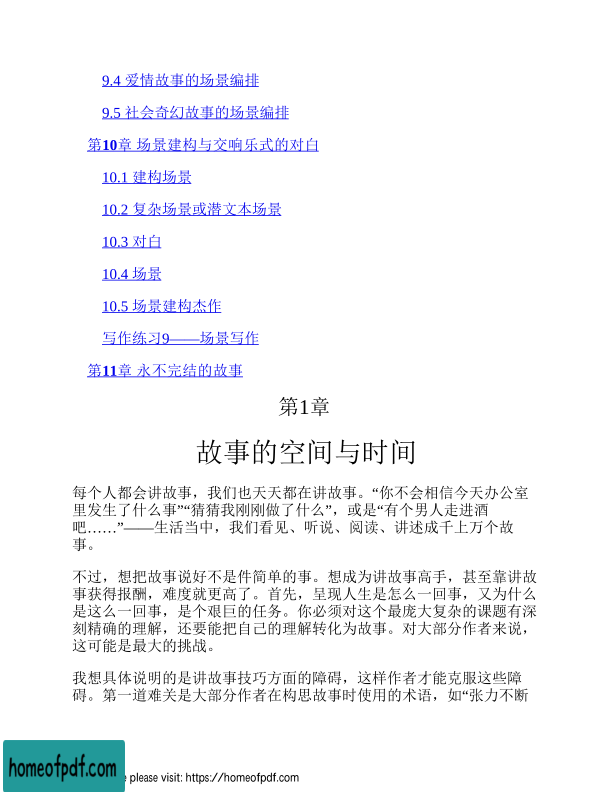 9.4 爱情故事的场景编排
9.5 社会奇幻故事的场景编排
第10章 场景建构与交响乐式的对白
10.1 建构场景
10.2 复杂场景或潜文本场景
10.3 对白
10.4 场景
10.5 场景建构杰作
写作练习9——场景写作
第11章 永不完结的故事
第1章
故事的空间与时间
每个人都会讲故事，我们也天天都在讲故事。“你不会相信今天办公室
里发生了什么事”“猜猜我刚刚做了什么”，或是“有个男人走进酒
吧……”——生活当中，我们看见、听说、阅读、讲述成千上万个故
事。
不过，想把故事说好不是件简单的事。想成为讲故事高手，甚至靠讲故
事获得报酬，难度就更高了。首先，呈现人生是怎么一回事，又为什么
是这么一回事，是个艰巨的任务。你必须对这个最庞大复杂的课题有深
刻精确的理解，还要能把自己的理解转化为故事。对大部分作者来说，
这可能是最大的挑战。
我想具体说明的是讲故事技巧方面的障碍，这样作者才能克服这些障
碍。第一道难关是大部分作者在构思故事时使用的术语，如“张力不断
homeofpdf.com
e please visit: https://homeofpdf.com